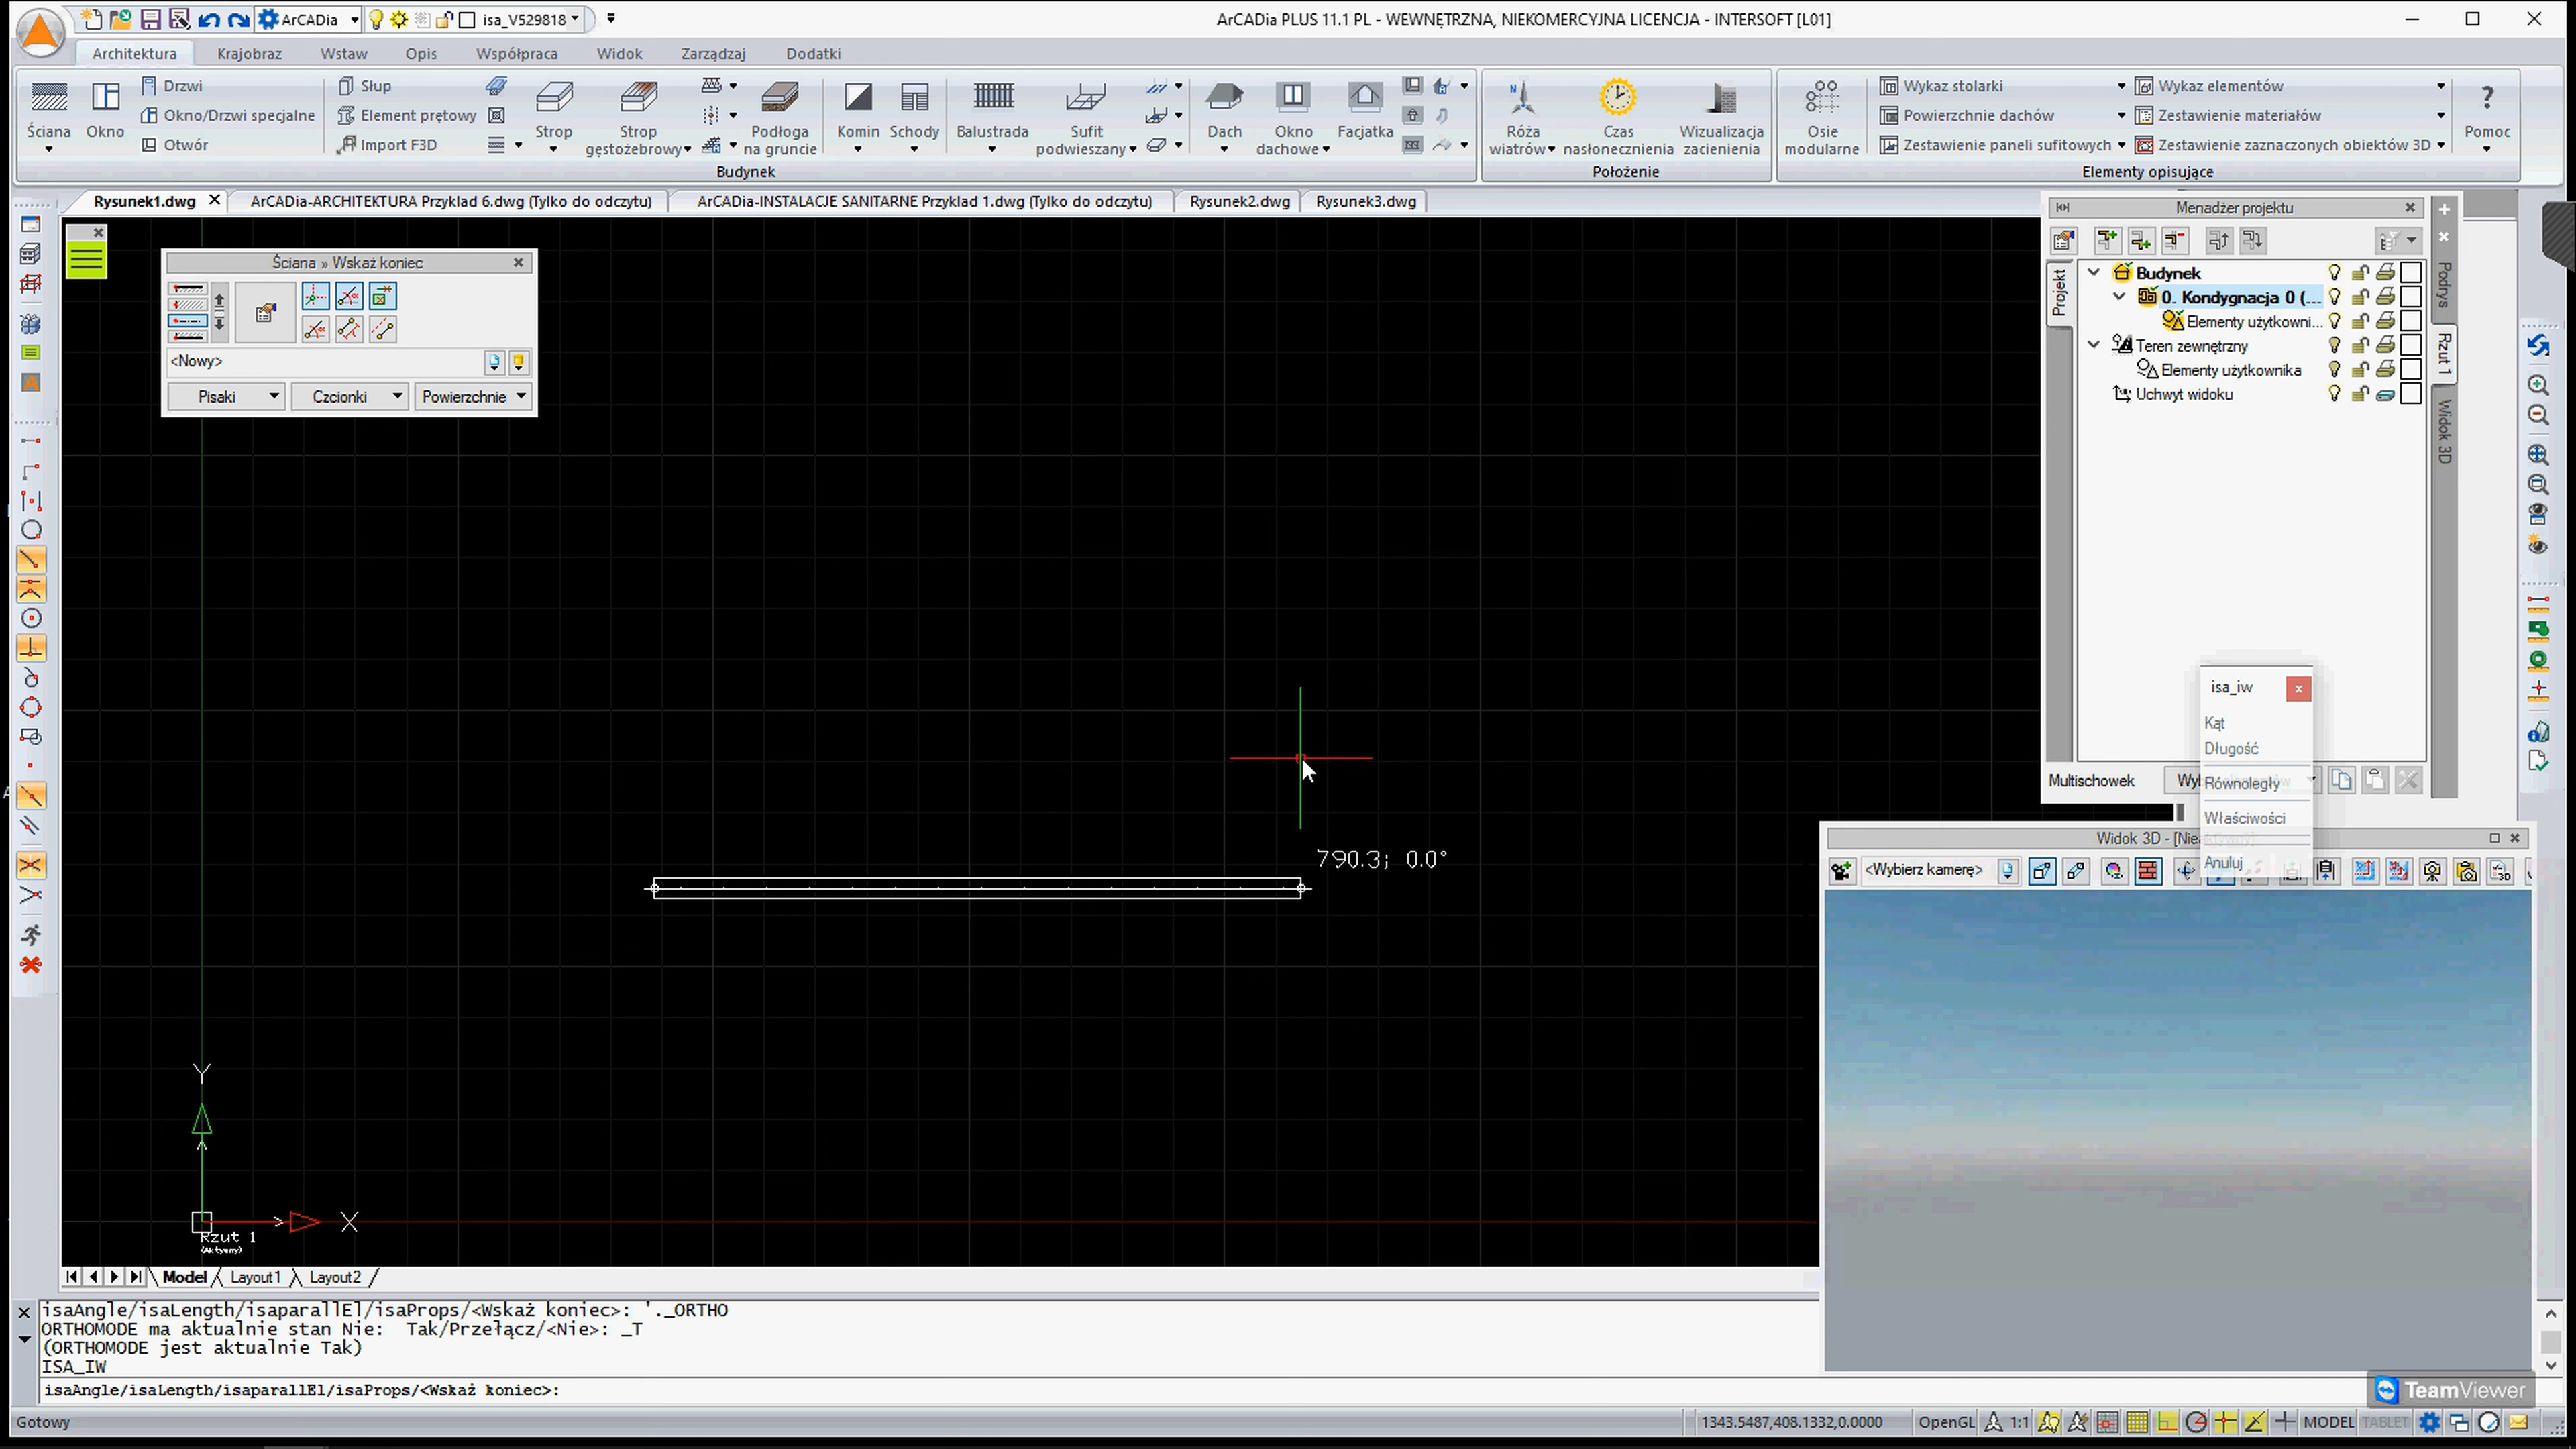 ArCADia
isa_V529818
ArCADia PLUS 11.1 PL - WEWNĘTRZNA, NIEKOMERCYJNA LICENCJA - INTERSOFT [L01]
Architektura Krajobraz Wstaw Opis Współpraca Widok Zarządzaj Dodatki
Ściana
Okno
Drzwi
Okno/Drzwi specjalne
Otwór
Słup
Element prętowy
Import F3D
Strop
Strop gęstożebrowy
Podłoga na gruncie
Komin
Schody
Balustrada
Sufit podwieszany
Dach
Okno dachowe
Facjatka
Budynek
Róża wiatrów
Czas nasłonecznienia
Wizualizacja zacienienia
Położenie
Osie modularne
Wykaz stolarki
Powierzchnie dachów
Zestawienie paneli sufitowych
Wykaz elementów
Zestawienie materiałów
Zestawienie zaznaczonych obiektów 3D
Elementy opisujące
?
Pomoc
Rysunek1.dwg
ArCADia-ARCHITEKTURA Przyklad 6.dwg (Tylko do odczytu)
ArCADia-INSTALACJE SANITARNE Przyklad 1.dwg (Tylko do odczytu)
Rysunek2.dwg
Rysunek3.dwg
Ściana » Wskaż koniec
<Nowy>
Pisaki
Czcionki
Powierzchnie
Menadżer projektu
Projekt
Budynek
0. Kondygnacja 0 (...
Elementy użytkowni...
Teren zewnętrzny
Elementy użytkownika
Uchwyt widoku
Podrys
Rzut 1
Widok 3D
Multischowek
isa_iw
Kąt
Długość
Równoległy
Właściwości
Anuluj
790.3; 0.0°
Widok 3D
<Wybierz kamerę>
3D
Y
X
Rzut 1
(Aktywny)
Model Layout1 Layout2
isaAngle/isaLength/isaparallEl/isaProps/<Wskaż koniec>: '._ORTHO
ORTHOMODE ma aktualnie stan Nie: Tak/Przełącz/<Nie>: _T
(ORTHOMODE jest aktualnie Tak)
ISA_IW
isaAngle/isaLength/isaparallEl/isaProps/<Wskaż koniec>:
TeamViewer
Gotowy
1343.5487,408.1332,0.0000
OpenGL
1:1
MODEL
TABLET